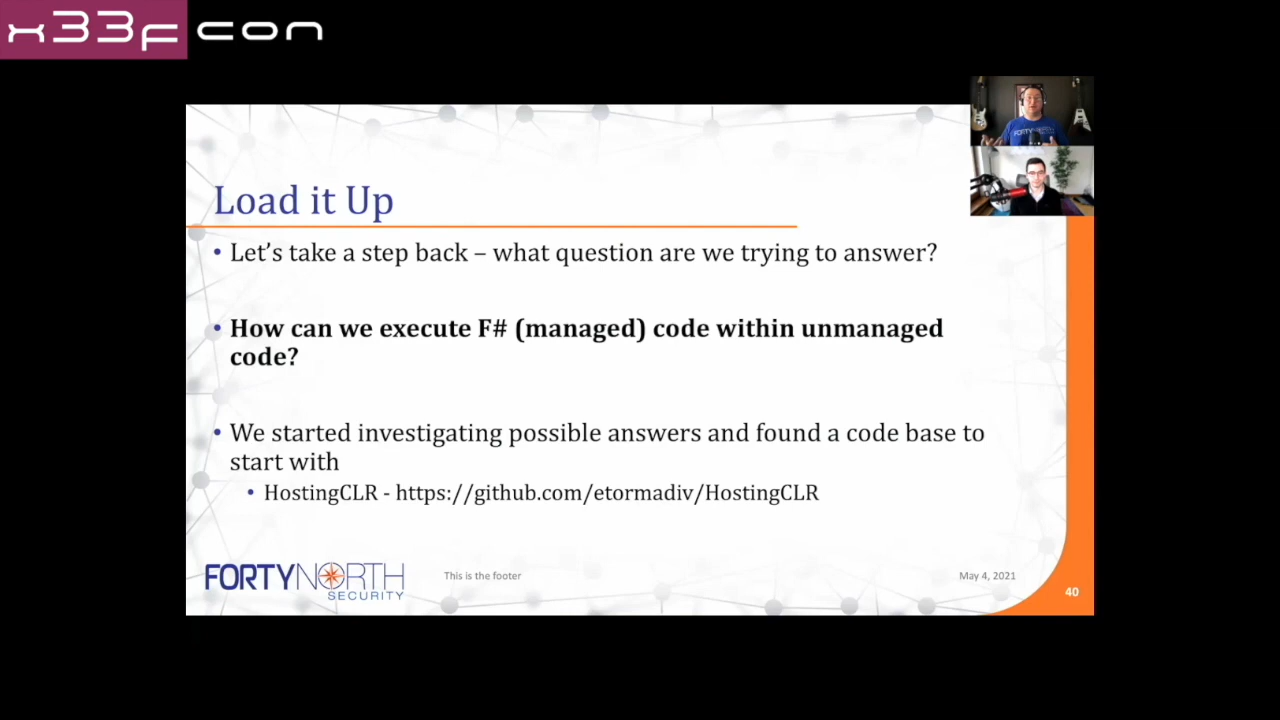 x33fcon
Load it Up
• Let's take a step back – what question are we trying to answer?
• How can we execute F# (managed) code within unmanaged
code?
• We started investigating possible answers and found a code base to
start with
• HostingCLR - https://github.com/etormadiv/HostingCLR
FORTYNORTH
SECURITY
This is the footer
May 4, 2021
40
FORTYNORTH